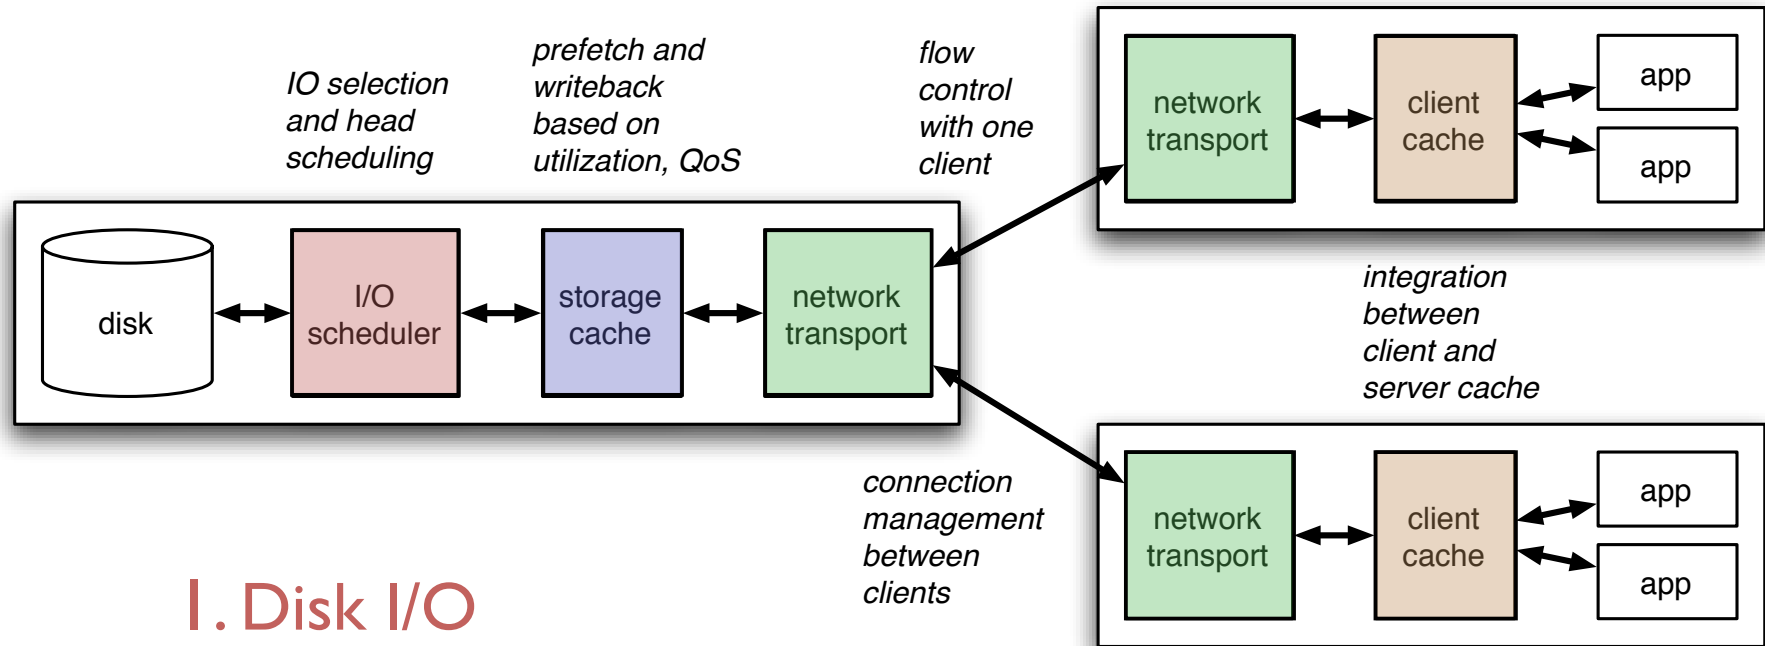 IO selection
and head
scheduling
prefetch and
writeback
based on
utilization, QoS
flow
control
with one
client
disk
I/O
scheduler
storage
cache
network
transport
network
transport
client
cache
app
app
integration
between
client and
server cache
connection
management
between
clients
network
transport
client
cache
app
app
1. Disk I/O